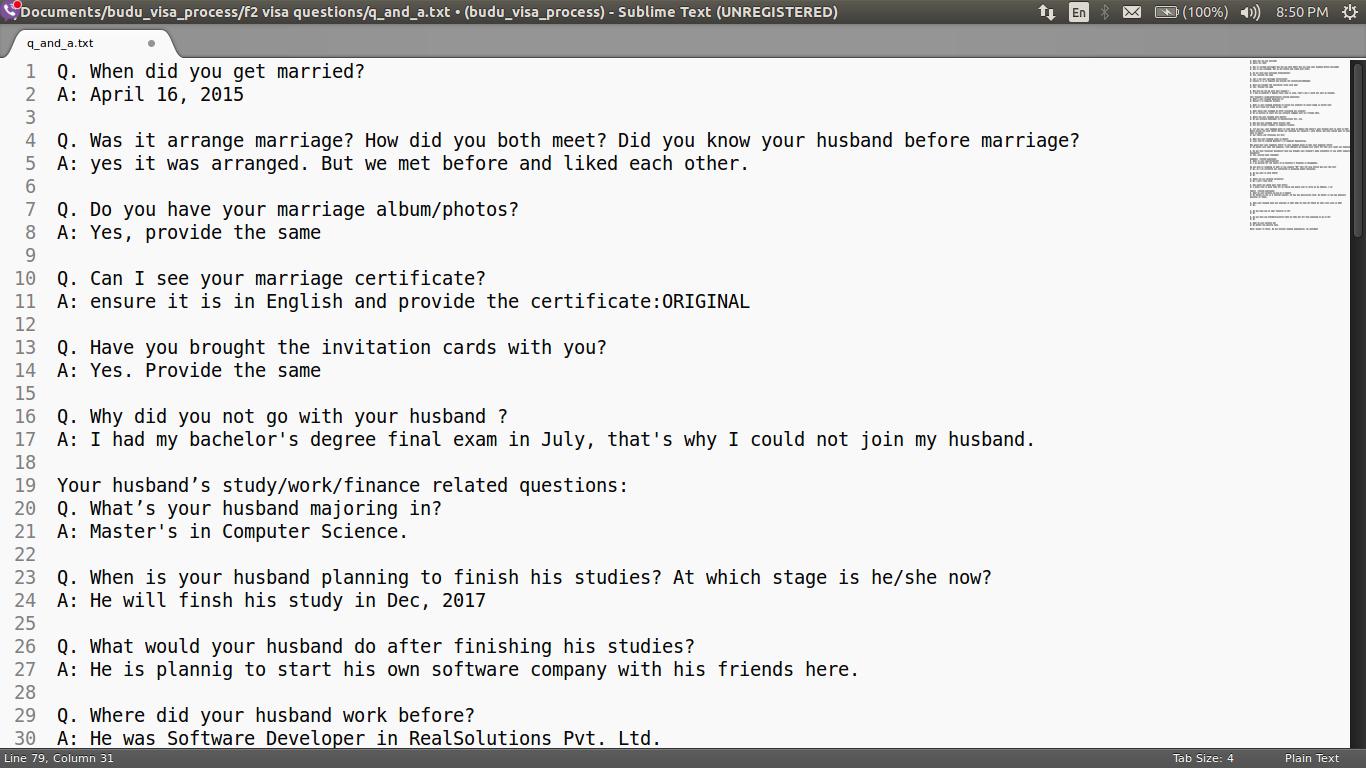 Documents/budu_visa_process/f2 visa questions/q_and_a.txt • (budu_visa_process) - Sublime Text (UNREGISTERED) En (100%) 8:50 PM
q_and_a.txt
1 Q. When did you get married?
2 A: April 16, 2015
3
4 Q. Was it arrange marriage? How did you both meet? Did you know your husband before marriage?
5 A: yes it was arranged. But we met before and liked each other.
6
7 Q. Do you have your marriage album/photos?
8 A: Yes, provide the same
9
10 Q. Can I see your marriage certificate?
11 A: ensure it is in English and provide the certificate:ORIGINAL
12
13 Q. Have you brought the invitation cards with you?
14 A: Yes. Provide the same
15
16 Q. Why did you not go with your husband ?
17 A: I had my bachelor's degree final exam in July, that's why I could not join my husband.
18
19 Your husband’s study/work/finance related questions:
20 Q. What’s your husband majoring in?
21 A: Master's in Computer Science.
22
23 Q. When is your husband planning to finish his studies? At which stage is he/she now?
24 A: He will finsh his study in Dec, 2017
25
26 Q. What would your husband do after finishing his studies?
27 A: He is plannig to start his own software company with his friends here.
28
29 Q. Where did your husband work before?
30 A: He was Software Developer in RealSolutions Pvt. Ltd.
Line 79, Column 31 Tab Size: 4 Plain Text